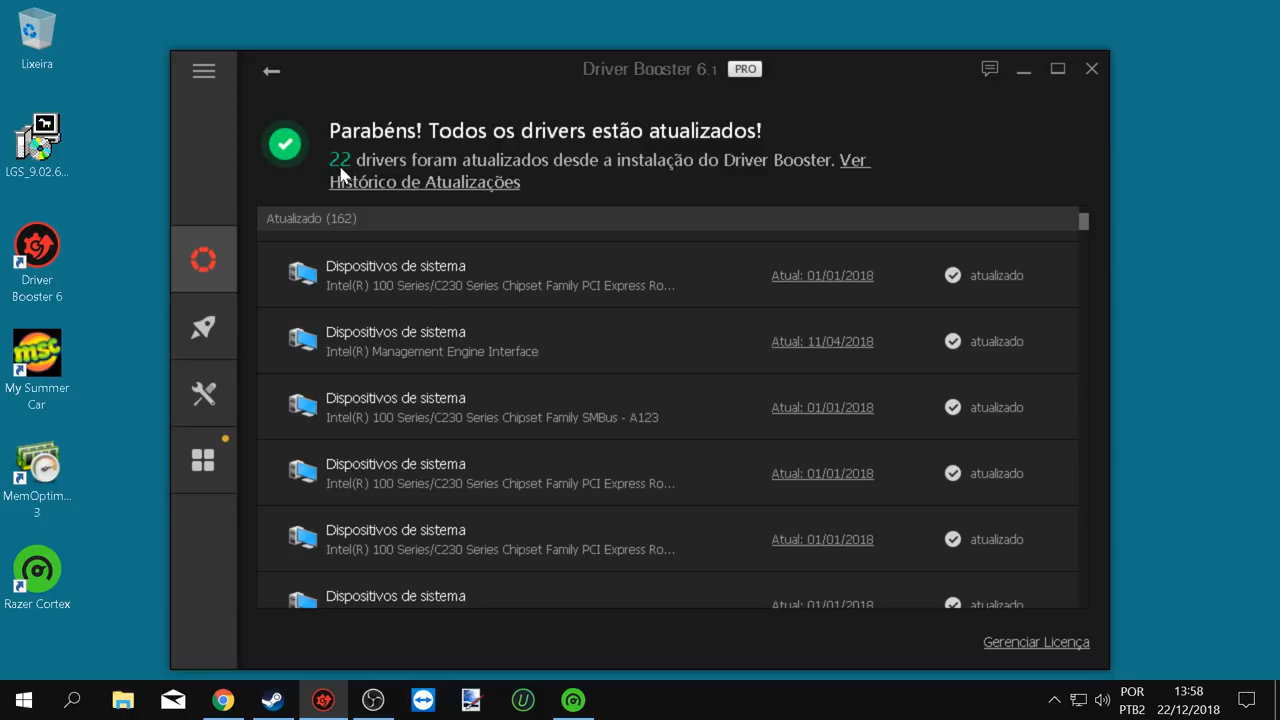 Lixeira
LGS_9.02.6...
Driver
Booster 6
My Summer
Car
msc
MemOptim...
3
Razer Cortex
Driver Booster 6.1 PRO
Parabéns! Todos os drivers estão atualizados!
22 drivers foram atualizados desde a instalação do Driver Booster. Ver
Histórico de Atualizações
Atualizado (162)
Dispositivos de sistema
Intel(R) 100 Series/C230 Series Chipset Family PCI Express Ro...
Atual: 01/01/2018
atualizado
Dispositivos de sistema
Intel(R) Management Engine Interface
Atual: 11/04/2018
atualizado
Dispositivos de sistema
Intel(R) 100 Series/C230 Series Chipset Family SMBus - A123
Atual: 01/01/2018
atualizado
Dispositivos de sistema
Intel(R) 100 Series/C230 Series Chipset Family PCI Express Ro...
Atual: 01/01/2018
atualizado
Dispositivos de sistema
Intel(R) 100 Series/C230 Series Chipset Family PCI Express Ro...
Atual: 01/01/2018
atualizado
Dispositivos de sistema
Atual: 01/01/2018
atualizado
Gerenciar Licença
POR
PTB2
13:58
22/12/2018